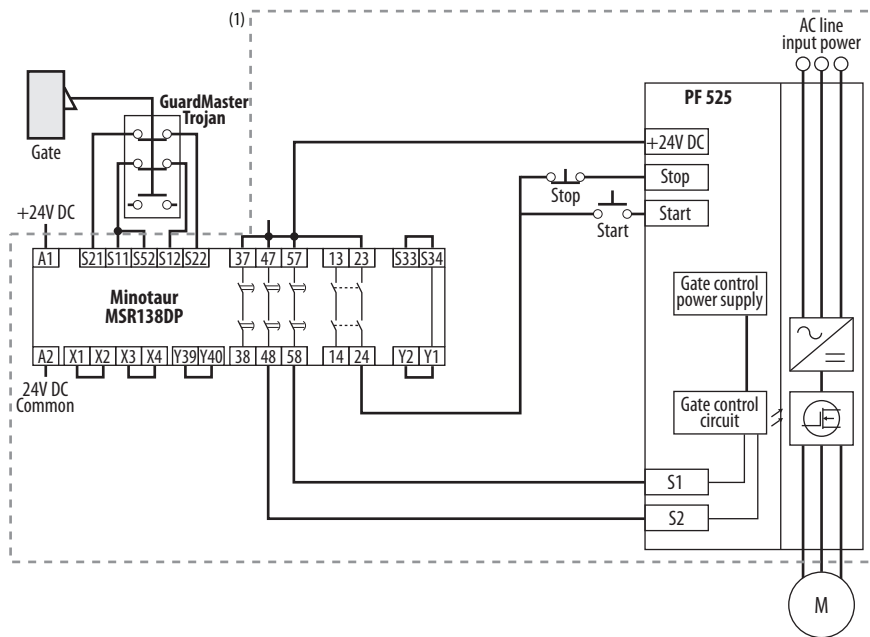 (1)
AC line
input power
GuardMaster
Trojan
PF 525
Gate
+24V DC
Stop
Stop
Start
Start
+24V DC
A1 S21 S11 S52 S12 S22 37 47 57 13 23 S33 S34
Minotaur
MSR138DP
Gate control
power supply
A2 X1 X2 X3 X4 Y39 Y40 38 48 58 14 24 Y2 Y1
24V DC
Common
Gate control
circuit
S1
S2
M